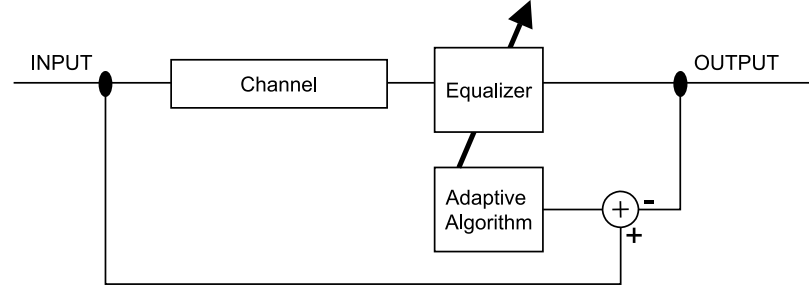 INPUT
OUTPUT
Channel
Equalizer
Adaptive
Algorithm
+
-
+